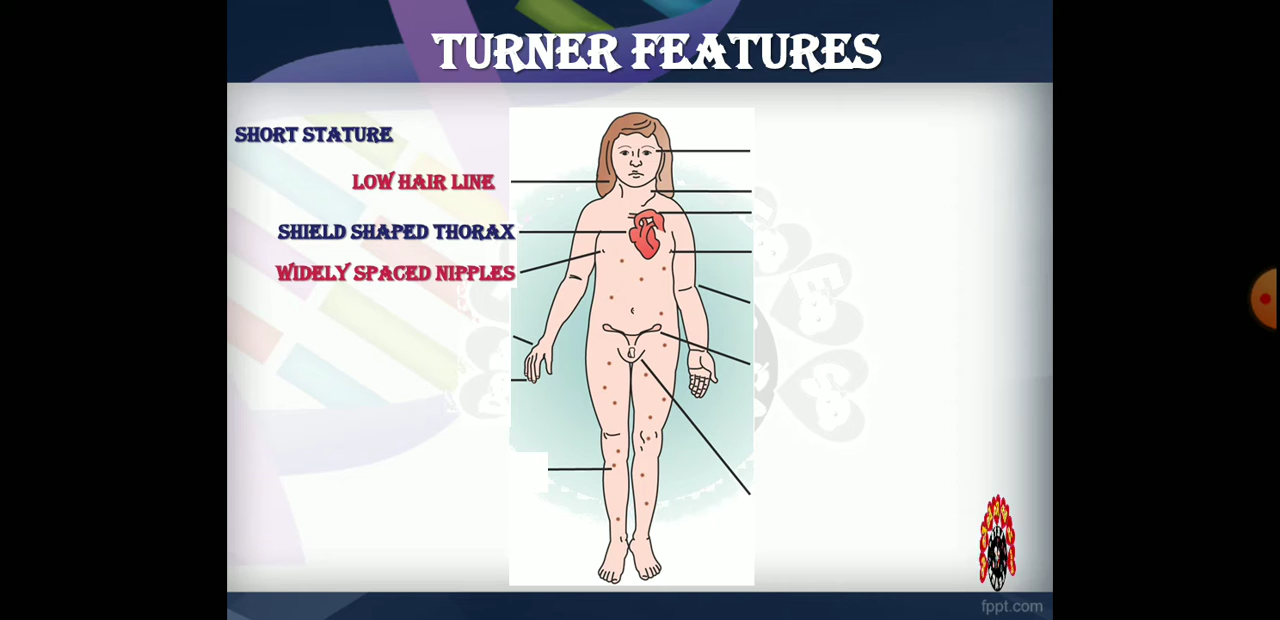 TURNER FEATURES
SHORT STATURE
LOW HAIR LINE
SHIELD SHAPED THORAX
WIDELY SPACED NIPPLES
fppt.com